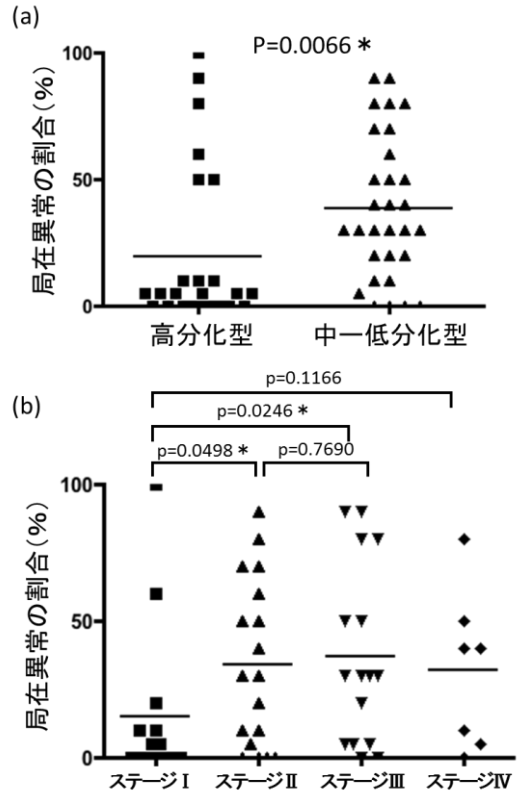 (a)
P=0.0066 *
局在異常の割合(%)
100
50
0
高分化型
中ー低分化型
(b)
p=0.1166
p=0.0246 *
p=0.0498 *
p=0.7690
局在異常の割合(%)
100
50
0
ステージⅠ
ステージⅡ
ステージⅢ
ステージⅣ